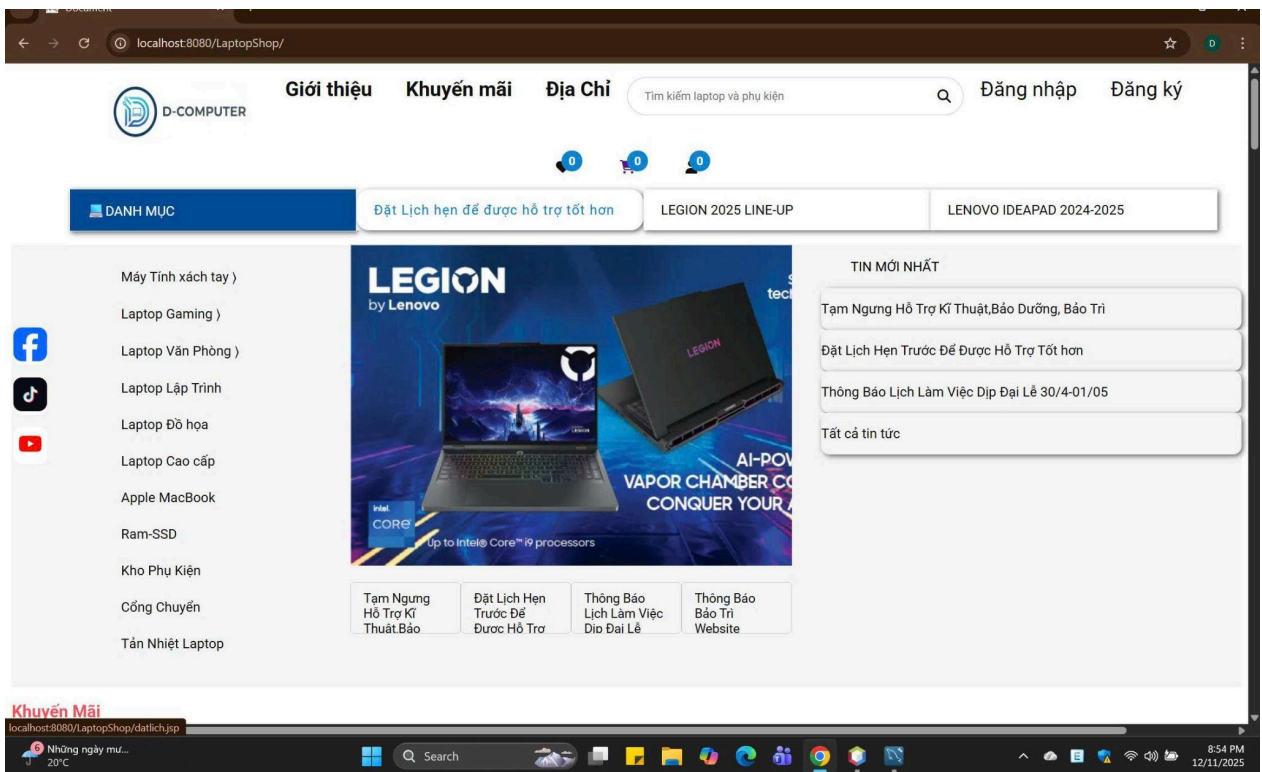 Document
localhost:8080/LaptopShop/
D
D-COMPUTER
Giới thiệu
Khuyến mãi
Địa Chỉ
Tìm kiếm laptop và phụ kiện
Đăng nhập
Đăng ký
0
0
0
DANH MỤC
Đặt Lịch hẹn để được hỗ trợ tốt hơn
LEGION 2025 LINE-UP
LENOVO IDEAPAD 2024-2025
Máy Tính xách tay ⟩
Laptop Gaming ⟩
Laptop Văn Phòng ⟩
Laptop Lập Trình
Laptop Đồ họa
Laptop Cao cấp
Apple MacBook
Ram-SSD
Kho Phụ Kiện
Cổng Chuyển
Tản Nhiệt Laptop
LEGION
by Lenovo
S
tech
LEGION
LEGION
AI-POW
VAPOR CHAMBER CO
CONQUER YOUR A
intel.
CORE
Up to Intel® Core™ i9 processors
Tạm Ngưng
Hỗ Trợ Kĩ
Thuật,Bảo
Đặt Lịch Hẹn
Trước Để
Được Hỗ Trợ
Thông Báo
Lịch Làm Việc
Dịp Đại Lễ
Thông Báo
Bảo Trì
Website
TIN MỚI NHẤT
Tạm Ngưng Hỗ Trợ Kĩ Thuật,Bảo Dưỡng, Bảo Trì
Đặt Lịch Hẹn Trước Để Được Hỗ Trợ Tốt hơn
Thông Báo Lịch Làm Việc Dịp Đại Lễ 30/4-01/05
Tất cả tin tức
Khuyến Mãi
localhost:8080/LaptopShop/datlich.jsp
6
Những ngày mư...
20°C
Search
E
8:54 PM
12/11/2025